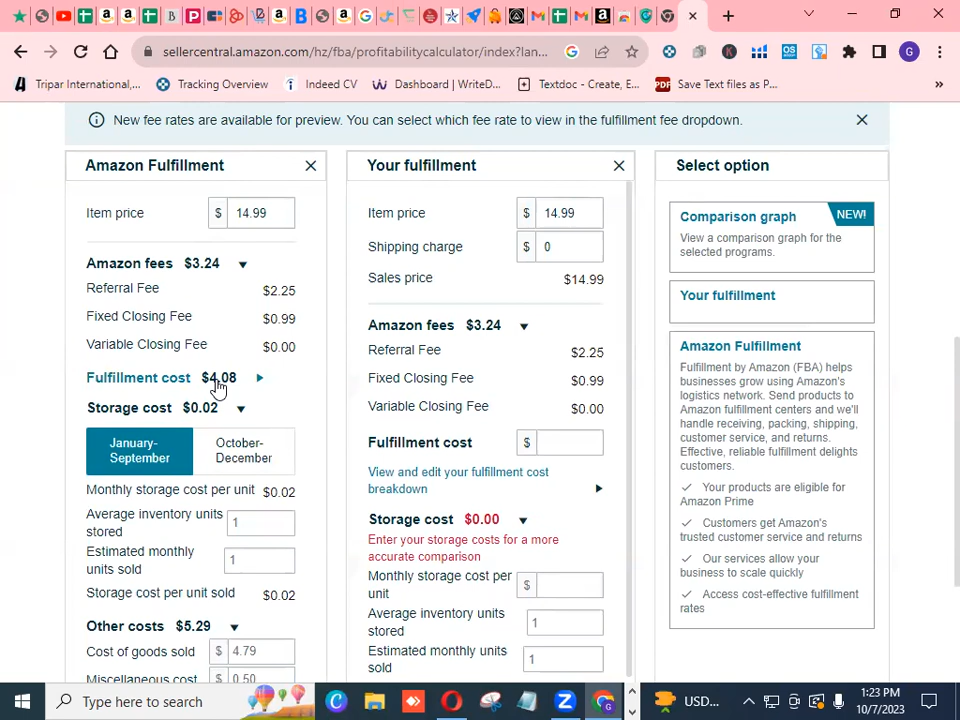 sellercentral.amazon.com/hz/fba/profitabilitycalculator/index?lan...
G
Tripar International,...
Tracking Overview
Indeed CV
Dashboard | WriteD...
Textdoc - Create, E...
PDF
Save Text files as P...
»
New fee rates are available for preview. You can select which fee rate to view in the fulfillment fee dropdown.
Amazon Fulfillment
Item price $ 14.99
Amazon fees $3.24
Referral Fee $2.25
Fixed Closing Fee $0.99
Variable Closing Fee $0.00
Fulfillment cost $4.08
Storage cost $0.02
January-
September
October-
December
Monthly storage cost per unit $0.02
Average inventory units
stored 1
Estimated monthly
units sold 1
Storage cost per unit sold $0.02
Other costs $5.29
Cost of goods sold $ 4.79
Miscellaneous cost $ 0.50
Your fulfillment
Item price $ 14.99
Shipping charge $ 0
Sales price $14.99
Amazon fees $3.24
Referral Fee $2.25
Fixed Closing Fee $0.99
Variable Closing Fee $0.00
Fulfillment cost $
View and edit your fulfillment cost
breakdown
Storage cost $0.00
Enter your storage costs for a more
accurate comparison
Monthly storage cost per
unit $
Average inventory units
stored 1
Estimated monthly units
sold 1
Select option
Comparison graph NEW!
View a comparison graph for the
selected programs.
Your fulfillment
Amazon Fulfillment
Fulfillment by Amazon (FBA) helps
businesses grow using Amazon's
logistics network. Send products to
Amazon fulfillment centers and we'll
handle receiving, packing, shipping,
customer service, and returns.
Effective, reliable fulfillment delights
customers.
✓ Your products are eligible for
Amazon Prime
✓ Customers get Amazon's
trusted customer service and returns
✓ Our services allow your
business to scale quickly
✓ Access cost-effective fulfillment
rates
Type here to search
USD...
1:23 PM
10/7/2023